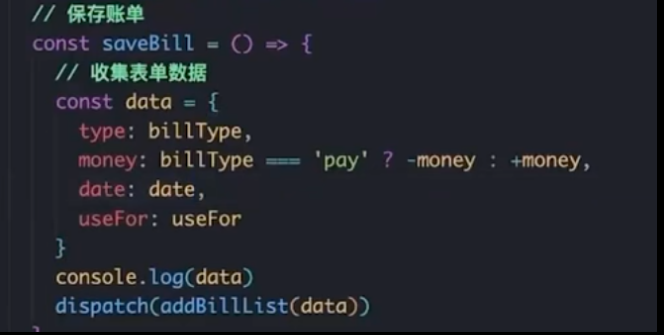 // 保存账单
const saveBill = () => {
// 收集表单数据
const data = {
type: billType,
money: billType === 'pay' ? -money : +money,
date: date,
useFor: useFor
}
console.log(data)
dispatch(addBillList(data))